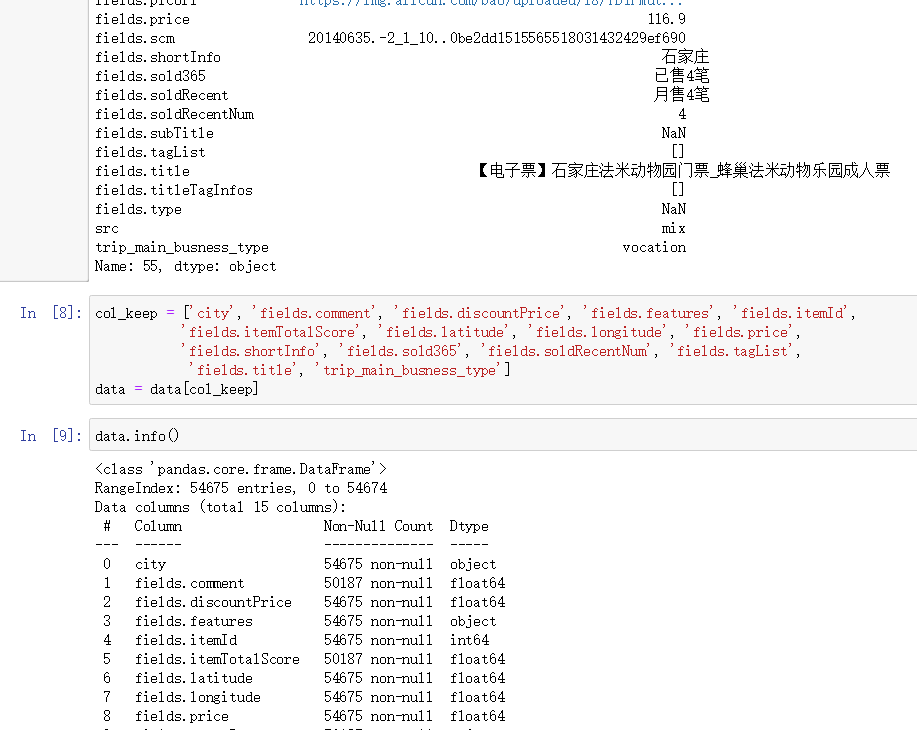 fields.price 116.9
fields.scm 20140635.-2_1_10..0be2dd1515565518031432429ef690
fields.shortInfo 石家庄
fields.sold365 已售4笔
fields.soldRecent 月售4笔
fields.soldRecentNum 4
fields.subTitle NaN
fields.tagList []
fields.title 【电子票】石家庄法米动物园门票_蜂巢法米动物乐园成人票
fields.titleTagInfos []
fields.type NaN
src mix
trip_main_busness_type vocation
Name: 55, dtype: object
In [8]: col_keep = ['city', 'fields.comment', 'fields.discountPrice', 'fields.features', 'fields.itemId',
'fields.itemTotalScore', 'fields.latitude', 'fields.longitude', 'fields.price',
'fields.shortInfo', 'fields.sold365', 'fields.soldRecentNum', 'fields.tagList',
'fields.title', 'trip_main_busness_type']
data = data[col_keep]
In [9]: data.info()
<class 'pandas.core.frame.DataFrame'>
RangeIndex: 54675 entries, 0 to 54674
Data columns (total 15 columns):
# Column Non-Null Count Dtype
--- ------ -------------- -----
0 city 54675 non-null object
1 fields.comment 50187 non-null float64
2 fields.discountPrice 54675 non-null float64
3 fields.features 54675 non-null object
4 fields.itemId 54675 non-null int64
5 fields.itemTotalScore 50187 non-null float64
6 fields.latitude 54675 non-null float64
7 fields.longitude 54675 non-null float64
8 fields.price 54675 non-null float64